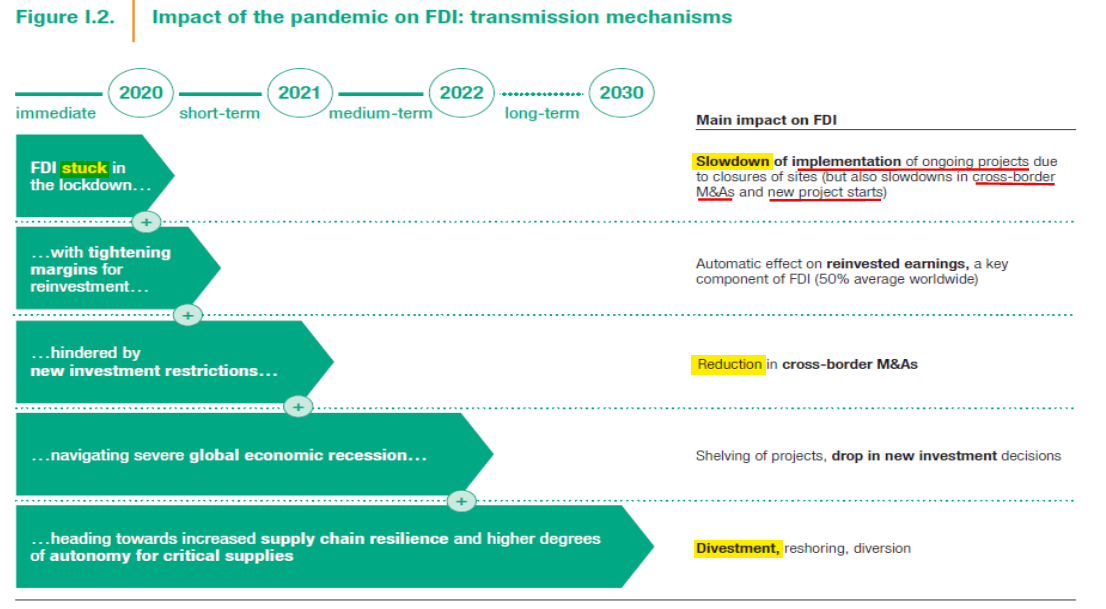 Figure I.2. Impact of the pandemic on FDI: transmission mechanisms
2020 2021 2022 2030
immediate short-term medium-term long-term
Main impact on FDI
FDI stuck in
the lockdown…
Slowdown of implementation of ongoing projects due
to closures of sites (but also slowdowns in cross-border
M&As and new project starts)
+
…with tightening
margins for
reinvestment…
Automatic effect on reinvested earnings, a key
component of FDI (50% average worldwide)
+
…hindered by
new investment restrictions…
Reduction in cross-border M&As
+
…navigating severe global economic recession…
Shelving of projects, drop in new investment decisions
+
…heading towards increased supply chain resilience and higher degrees
of autonomy for critical supplies
Divestment, reshoring, diversion